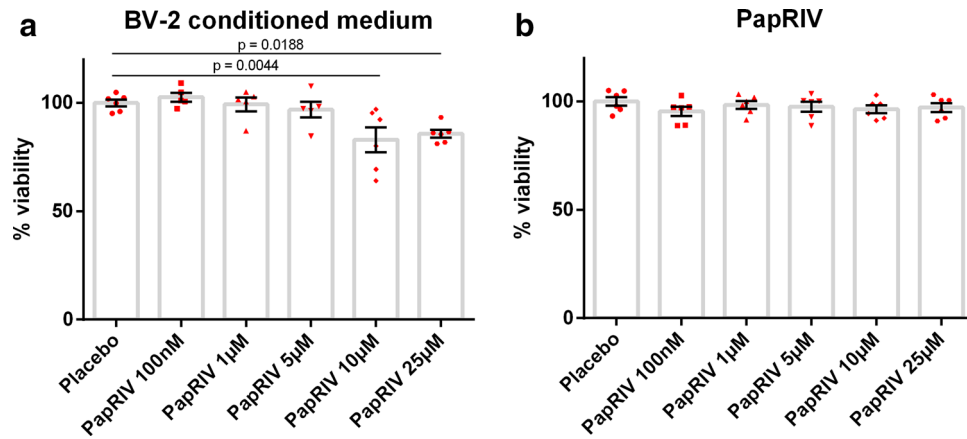 a
BV-2 conditioned medium
p = 0.0188
p = 0.0044
% viability
100
50
0
Placebo
PapRIV 100nM
PapRIV 1µM
PapRIV 5µM
PapRIV 10µM
PapRIV 25µM
b
PapRIV
% viability
150
100
50
0
Placebo
PapRIV 100nM
PapRIV 1µM
PapRIV 5µM
PapRIV 10µM
PapRIV 25µM